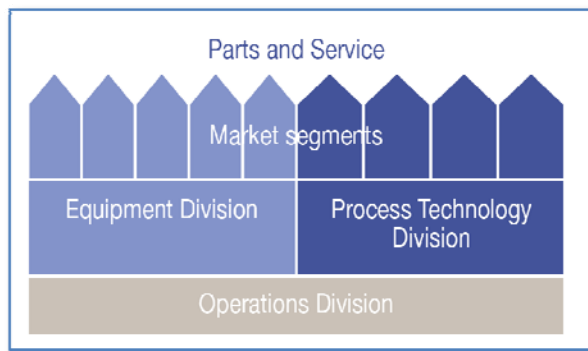 Parts and Service
Market segments
Equipment Division
Process Technology
Division
Operations Division